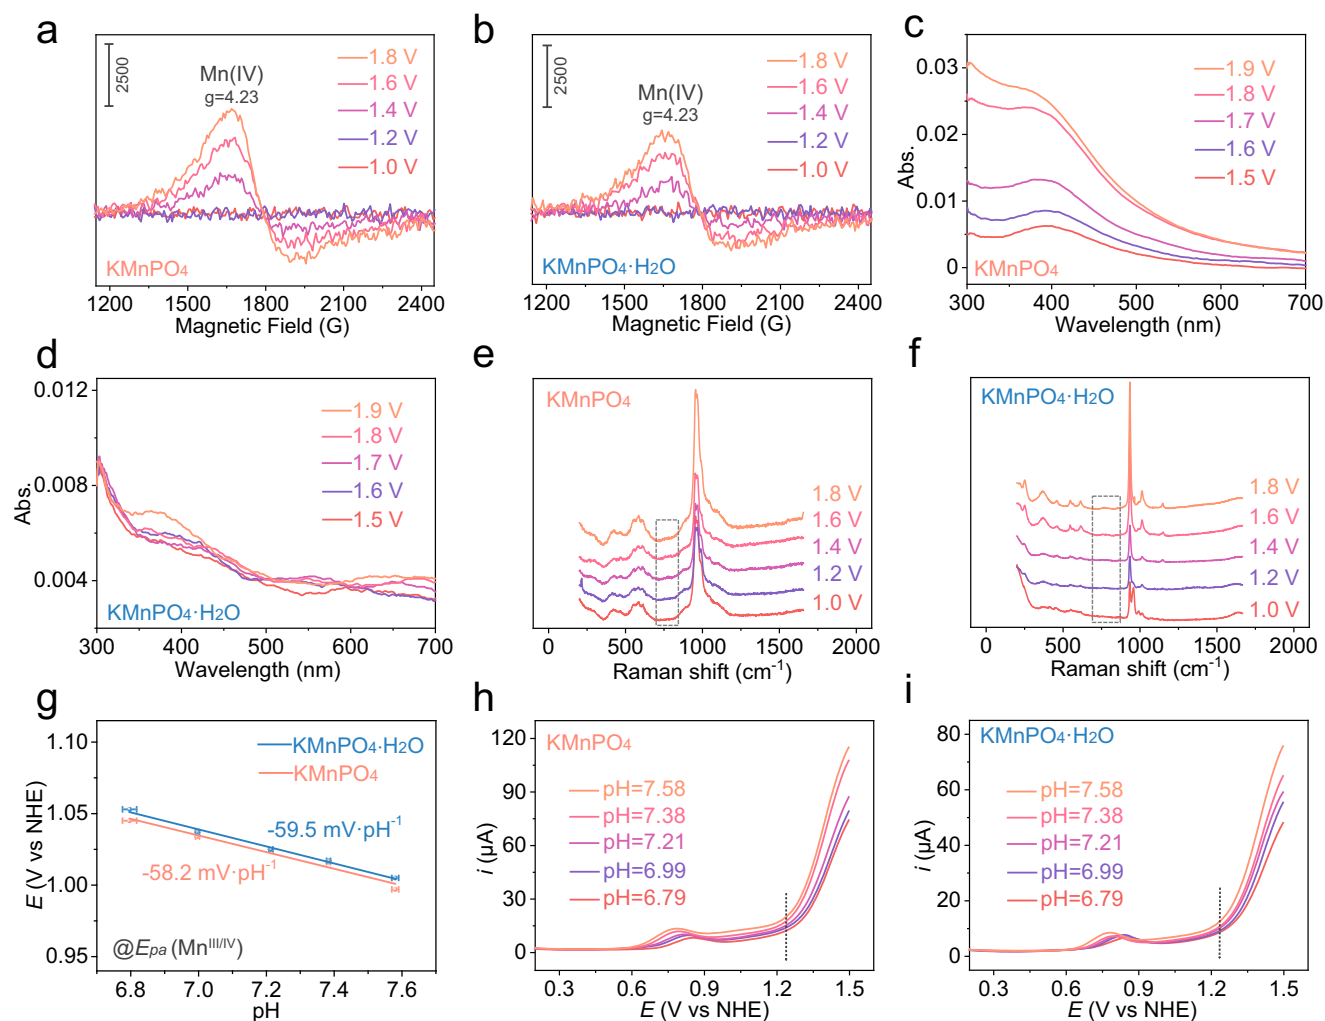 a
2500
Mn(IV)
g=4.23
1.8 V
1.6 V
1.4 V
1.2 V
1.0 V
KMnPO4
1200 1500 1800 2100 2400
Magnetic Field (G)
b
2500
Mn(IV)
g=4.23
1.8 V
1.6 V
1.4 V
1.2 V
1.0 V
KMnPO4·H2O
1200 1500 1800 2100 2400
Magnetic Field (G)
c
Abs.
0.03
0.02
0.01
0
1.9 V
1.8 V
1.7 V
1.6 V
1.5 V
KMnPO4
300 400 500 600 700
Wavelength (nm)
d
Abs.
0.012
0.008
0.004
1.9 V
1.8 V
1.7 V
1.6 V
1.5 V
KMnPO4·H2O
300 400 500 600 700
Wavelength (nm)
e
KMnPO4
1.8 V
1.6 V
1.4 V
1.2 V
1.0 V
0 500 1000 1500 2000
Raman shift (cm⁻¹)
f
KMnPO4·H2O
1.8 V
1.6 V
1.4 V
1.2 V
1.0 V
0 500 1000 1500 2000
Raman shift (cm⁻¹)
g
E (V vs NHE)
1.10
1.05
1.00
0.95
KMnPO4·H2O
KMnPO4
-59.5 mV·pH⁻¹
-58.2 mV·pH⁻¹
@Epa (Mn^III/IV)
6.8 7.0 7.2 7.4 7.6
pH
h
i (µA)
120
90
60
30
0
KMnPO4
pH=7.58
pH=7.38
pH=7.21
pH=6.99
pH=6.79
0.3 0.6 0.9 1.2 1.5
E (V vs NHE)
i
i (µA)
80
60
40
20
0
KMnPO4·H2O
pH=7.58
pH=7.38
pH=7.21
pH=6.99
pH=6.79
0.3 0.6 0.9 1.2 1.5
E (V vs NHE)